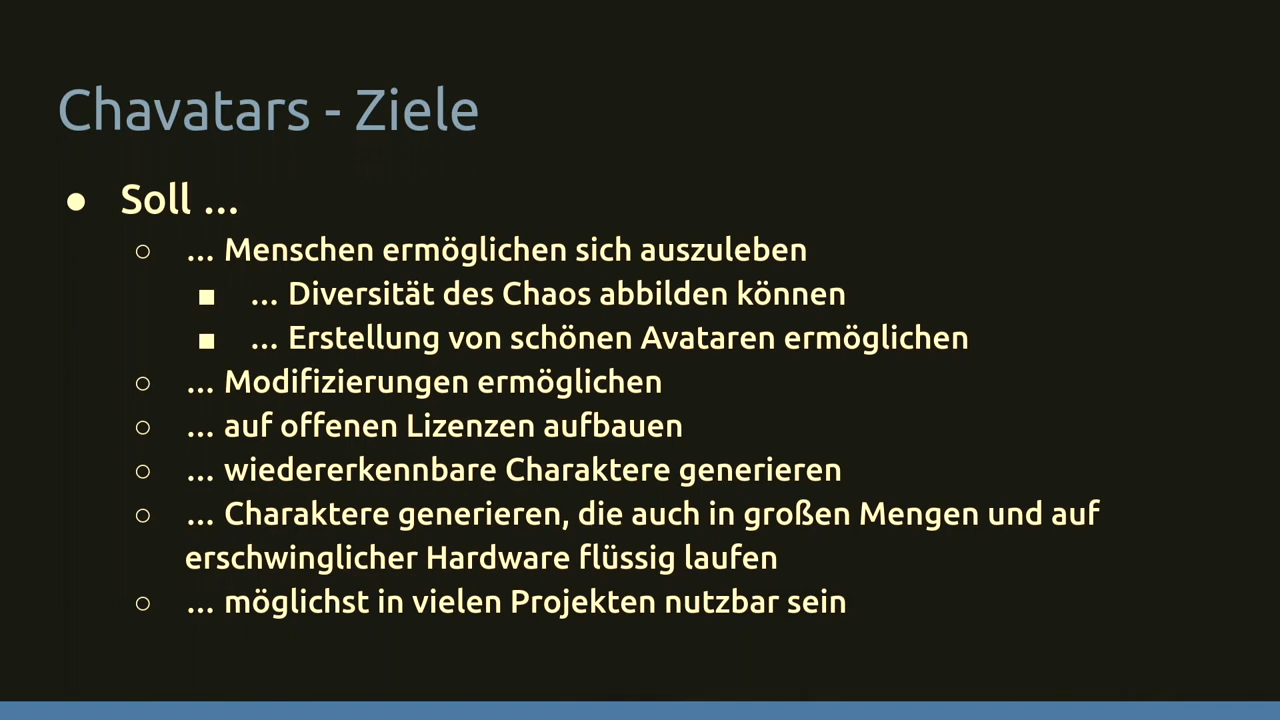 Chavatars - Ziele
● Soll ...
○ ... Menschen ermöglichen sich auszuleben
■ ... Diversität des Chaos abbilden können
■ ... Erstellung von schönen Avataren ermöglichen
○ ... Modifizierungen ermöglichen
○ ... auf offenen Lizenzen aufbauen
○ ... wiedererkennbare Charaktere generieren
○ ... Charaktere generieren, die auch in großen Mengen und auf
erschwinglicher Hardware flüssig laufen
○ ... möglichst in vielen Projekten nutzbar sein